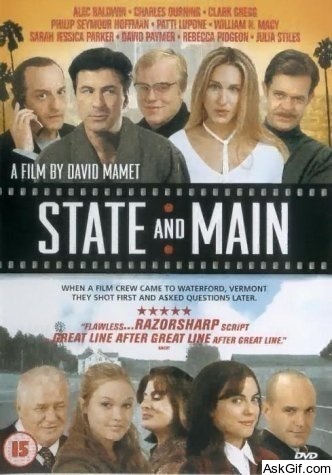 ALEC BALDWIN · CHARLES DURNING · CLARK GREGG
PHILIP SEYMOUR HOFFMAN · PATTI LUPONE · WILLIAM H. MACY
SARAH JESSICA PARKER · DAVID PAYMER · REBECCA PIDGEON · JULIA STILES
A FILM BY DAVID MAMET
STATE AND MAIN
WHEN A FILM CREW CAME TO WATERFORD, VERMONT
THEY SHOT FIRST AND ASKED QUESTIONS LATER.
★★★★★
"FLAWLESS...RAZORSHARP SCRIPT
GREAT LINE AFTER GREAT LINE AFTER GREAT LINE."
15
DVD
AskGif.com